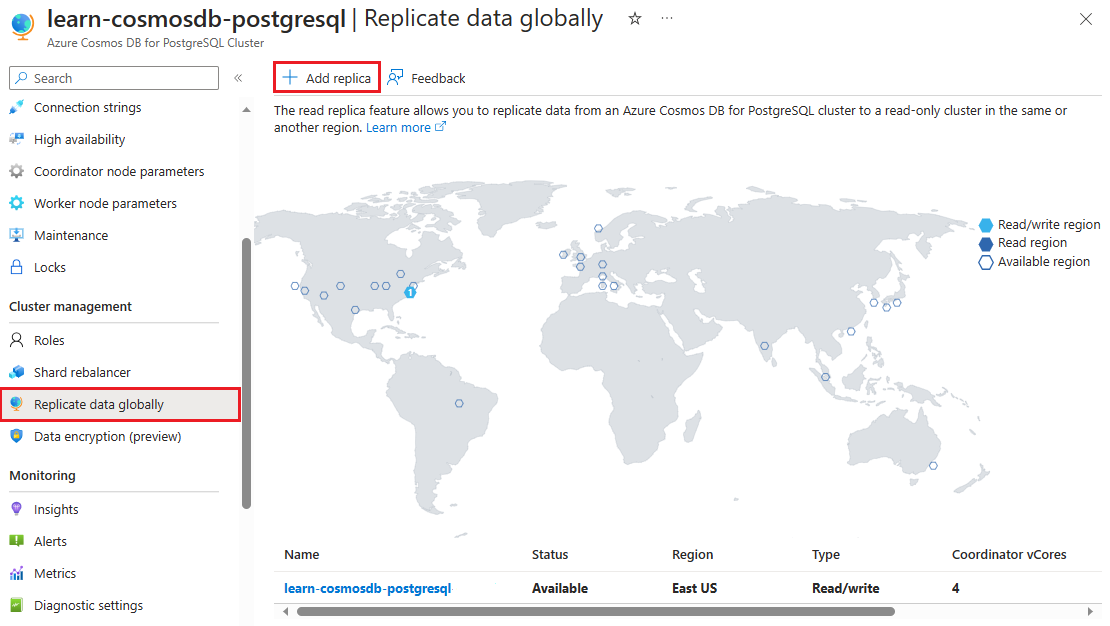 learn-cosmosdb-postgresql | Replicate data globally ☆ ...
Azure Cosmos DB for PostgreSQL Cluster
Search
Connection strings
High availability
Coordinator node parameters
Worker node parameters
Maintenance
Locks
Cluster management
Roles
Shard rebalancer
Replicate data globally
Data encryption (preview)
Monitoring
Insights
Alerts
Metrics
Diagnostic settings
Add replica Feedback
The read replica feature allows you to replicate data from an Azure Cosmos DB for PostgreSQL cluster to a read-only cluster in the same or
another region. Learn more
Read/write region
Read region
Available region
1
Name Status Region Type Coordinator vCores
learn-cosmosdb-postgresql Available East US Read/write 4